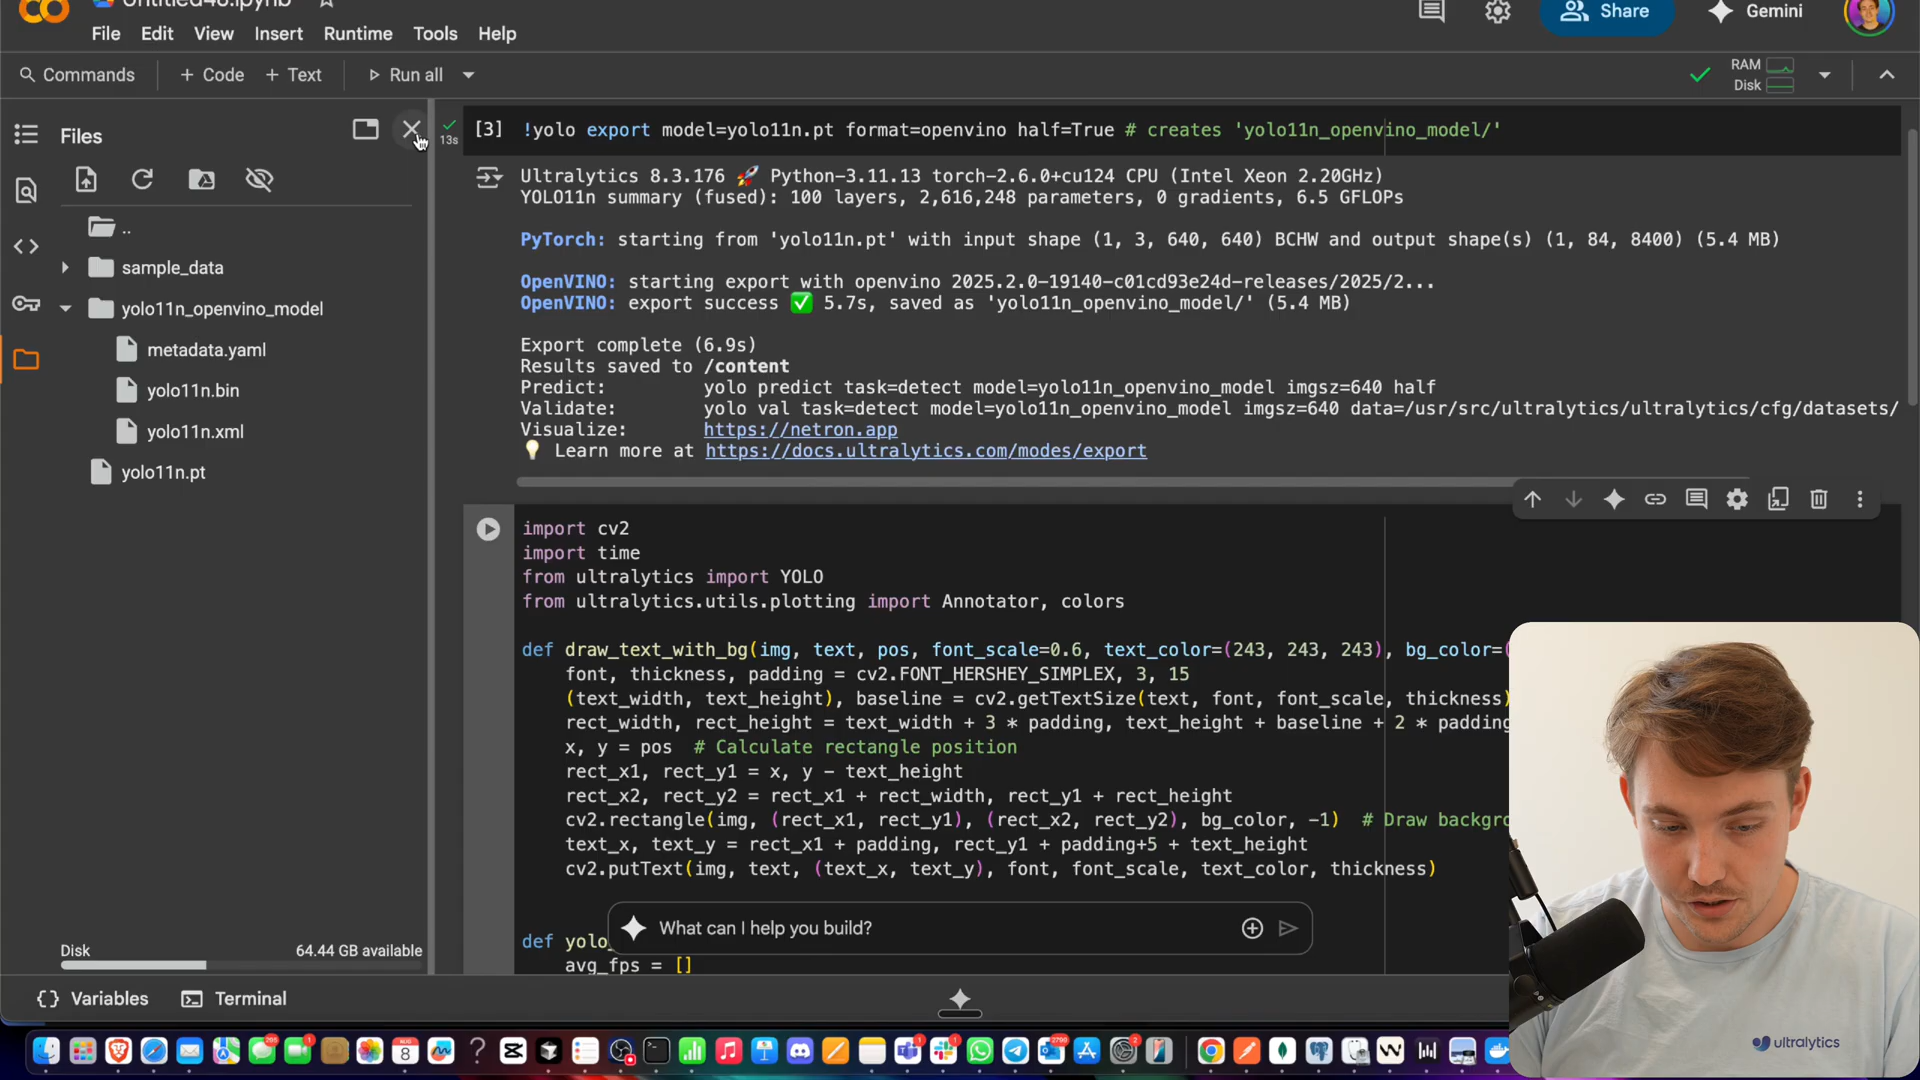 Untitled48.ipynb
File Edit View Insert Runtime Tools Help
Share
Gemini
Commands + Code + Text Run all
RAM
Disk
Files
..
sample_data
yolo11n_openvino_model
metadata.yaml
yolo11n.bin
yolo11n.xml
yolo11n.pt
Disk 64.44 GB available
13s
[3] !yolo export model=yolo11n.pt format=openvino half=True # creates 'yolo11n_openvino_model/'
Ultralytics 8.3.176 🚀 Python-3.11.13 torch-2.6.0+cu124 CPU (Intel Xeon 2.20GHz)
YOLO11n summary (fused): 100 layers, 2,616,248 parameters, 0 gradients, 6.5 GFLOPs
PyTorch: starting from 'yolo11n.pt' with input shape (1, 3, 640, 640) BCHW and output shape(s) (1, 84, 8400) (5.4 MB)
OpenVINO: starting export with openvino 2025.2.0-19140-c01cd93e24d-releases/2025/2...
OpenVINO: export success ✅ 5.7s, saved as 'yolo11n_openvino_model/' (5.4 MB)
Export complete (6.9s)
Results saved to /content
Predict: yolo predict task=detect model=yolo11n_openvino_model imgsz=640 half
Validate: yolo val task=detect model=yolo11n_openvino_model imgsz=640 data=/usr/src/ultralytics/ultralytics/cfg/datasets/
Visualize: https://netron.app
💡 Learn more at https://docs.ultralytics.com/modes/export
import cv2
import time
from ultralytics import YOLO
from ultralytics.utils.plotting import Annotator, colors
def draw_text_with_bg(img, text, pos, font_scale=0.6, text_color=(243, 243, 243), bg_color=(
font, thickness, padding = cv2.FONT_HERSHEY_SIMPLEX, 3, 15
(text_width, text_height), baseline = cv2.getTextSize(text, font, font_scale, thickness)
rect_width, rect_height = text_width + 3 * padding, text_height + baseline + 2 * padding
x, y = pos # Calculate rectangle position
rect_x1, rect_y1 = x, y - text_height
rect_x2, rect_y2 = rect_x1 + rect_width, rect_y1 + rect_height
cv2.rectangle(img, (rect_x1, rect_y1), (rect_x2, rect_y2), bg_color, -1) # Draw backgro
text_x, text_y = rect_x1 + padding, rect_y1 + padding+5 + text_height
cv2.putText(img, text, (text_x, text_y), font, font_scale, text_color, thickness)
What can I help you build?
def yolo_
avg_fps = []
Variables Terminal
ultralytics